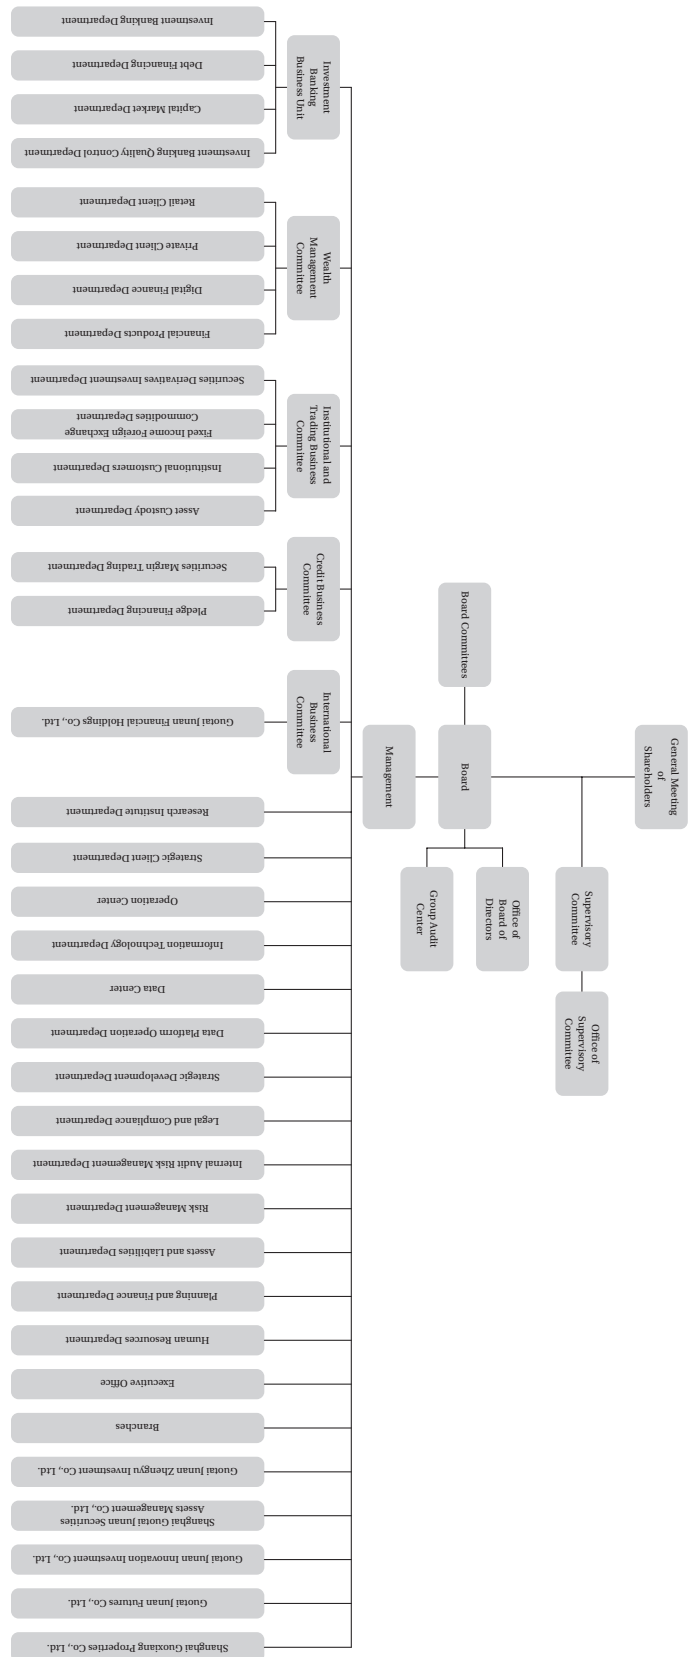 General Meeting
of
Shareholders
Supervisory
Committee
Office of
Supervisory
Committee
Board Committees
Board
Office of
Board of
Directors
Group Audit
Center
Management
Investment
Banking
Business Unit
Investment Banking Department
Debt Financing Department
Capital Market Department
Investment Banking Quality Control Department
Wealth
Management
Committee
Retail Client Department
Private Client Department
Digital Finance Department
Financial Products Department
Institutional and
Trading Business
Committee
Securities Derivatives Investment Department
Fixed Income Foreign Exchange
Commodities Department
Institutional Customers Department
Asset Custody Department
Credit Business
Committee
Securities Margin Trading Department
Pledge Financing Department
International
Business
Committee
Guotai Junan Financial Holdings Co., Ltd.
Research Institute Department
Strategic Client Department
Operation Center
Information Technology Department
Data Center
Data Platform Operation Department
Strategic Development Department
Legal and Compliance Department
Internal Audit Risk Management Department
Risk Management Department
Assets and Liabilities Department
Planning and Finance Department
Human Resources Department
Executive Office
Branches
Guotai Junan Zhengyu Investment Co., Ltd.
Shanghai Guotai Junan Securities
Assets Management Co., Ltd.
Guotai Junan Innovation Investment Co., Ltd.
Guotai Junan Futures Co., Ltd.
Shanghai Guoxiang Properties Co., Ltd.